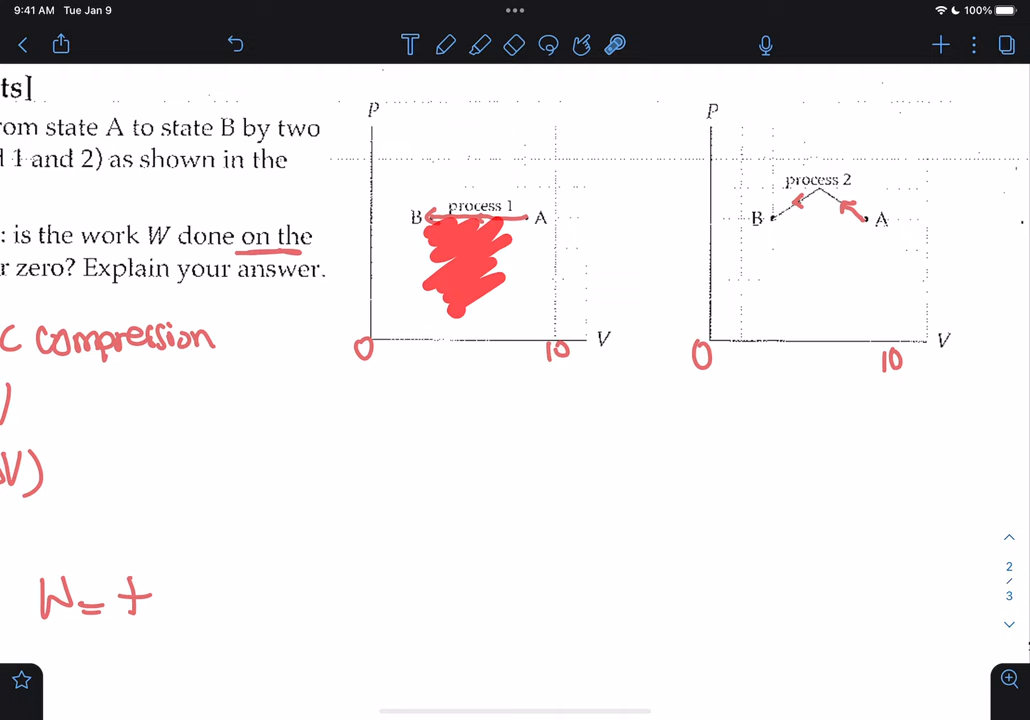 9:41 AM Tue Jan 9
100%
ts]
rom state A to state B by two
l 1 and 2) as shown in the
: is the work W done on the
r zero? Explain your answer.
C compression
)
V)
W = +
P
process 1
B
A
0
10
V
P
process 2
B
A
0
10
V
2
/
3